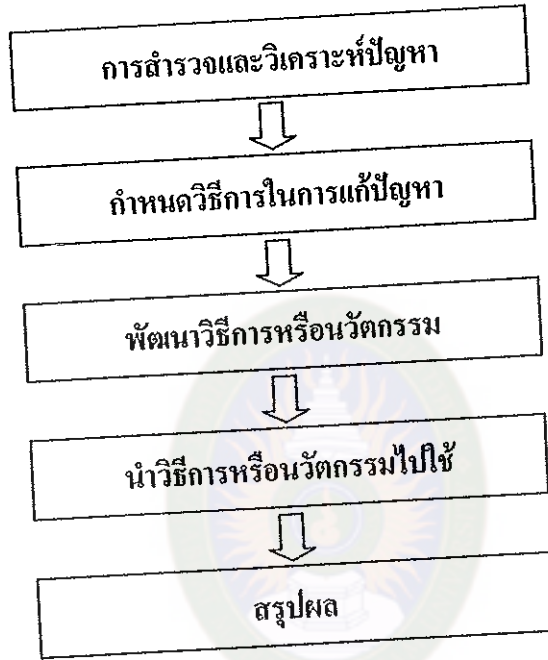 การสำรวจและวิเคราะห์ปัญหา
กำหนดวิธีการในการแก้ปัญหา
พัฒนาวิธีการหรือนวัตกรรม
นำวิธีการหรือนวัตกรรมไปใช้
สรุปผล